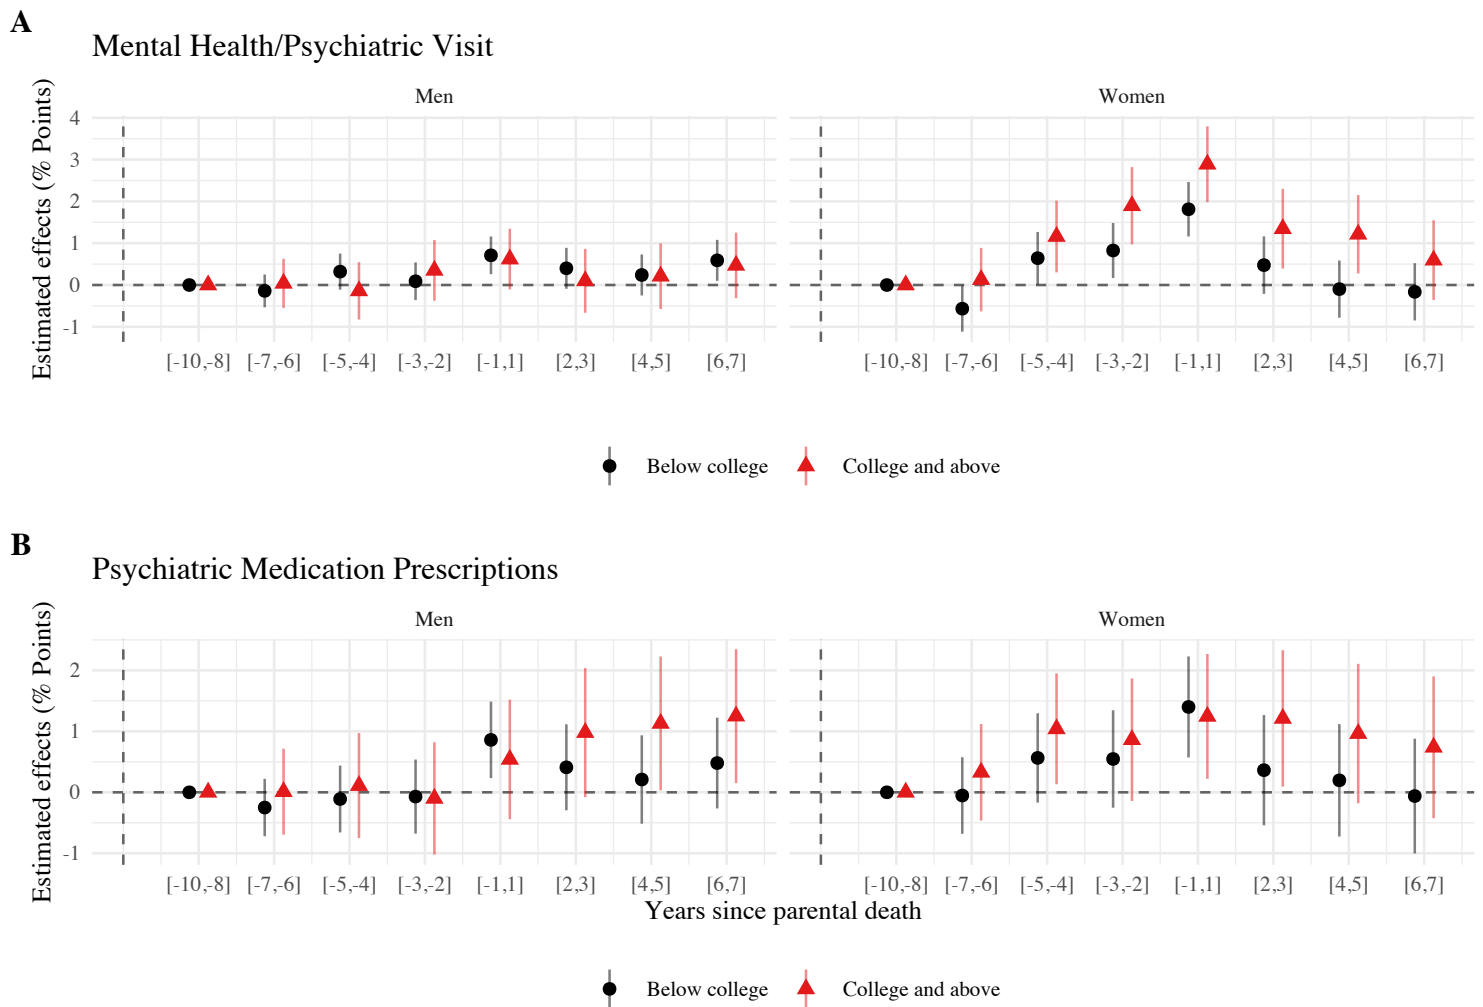 A
Mental Health/Psychiatric Visit
Men
Women
Estimated effects (% Points)
4
3
2
1
0
-1
[-10,-8] [-7,-6] [-5,-4] [-3,-2] [-1,1] [2,3] [4,5] [6,7]
[-10,-8] [-7,-6] [-5,-4] [-3,-2] [-1,1] [2,3] [4,5] [6,7]
Below college
College and above
B
Psychiatric Medication Prescriptions
Men
Women
Estimated effects (% Points)
2
1
0
-1
[-10,-8] [-7,-6] [-5,-4] [-3,-2] [-1,1] [2,3] [4,5] [6,7]
[-10,-8] [-7,-6] [-5,-4] [-3,-2] [-1,1] [2,3] [4,5] [6,7]
Years since parental death
Below college
College and above